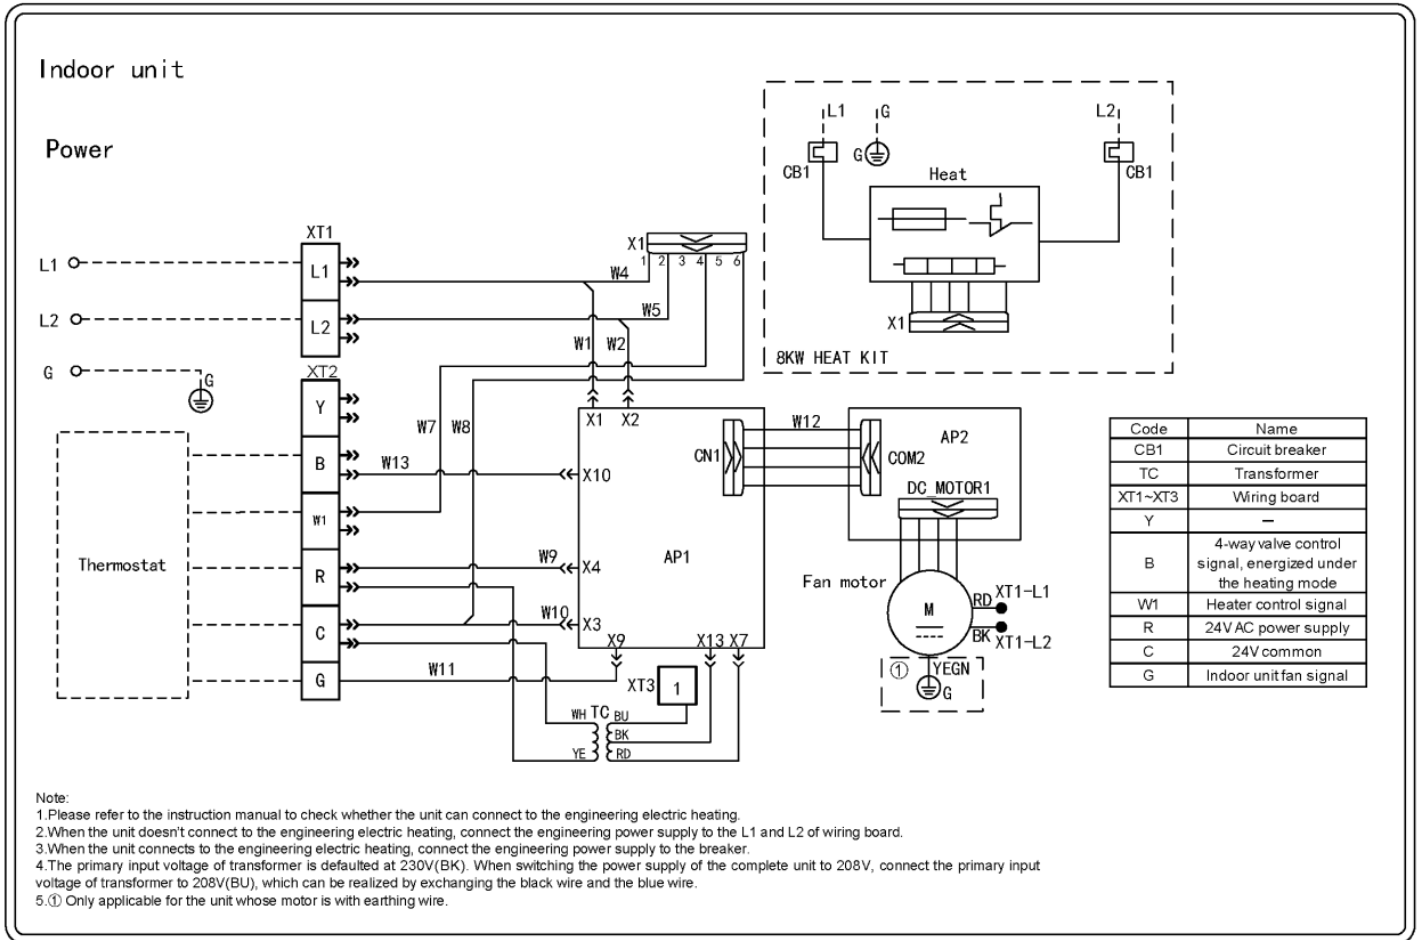 Indoor unit
Power
L1
L2
G
G
XT1
L1
L2
XT2
Y
B
W1
R
C
G
Thermostat
X1
1 2 3 4 5 6
W4
W5
W1 W2
W7 W8
W13
W9
W10
W11
X1 X2
X10
X4
X3
X9
X13 X7
AP1
CN1
W12
COM2
AP2
DC_MOTOR1
Fan motor
M
RD XT1-L1
BK XT1-L2
① YEGN
G
XT3
1
WH TC BU
BK
YE RD
L1 G L2
G
CB1 CB1
Heat
X1
8KW HEAT KIT
Code Name
CB1 Circuit breaker
TC Transformer
XT1~XT3 Wiring board
Y —
B 4-way valve control
signal, energized under
the heating mode
W1 Heater control signal
R 24V AC power supply
C 24V common
G Indoor unit fan signal
Note:
1.Please refer to the instruction manual to check whether the unit can connect to the engineering electric heating.
2.When the unit doesn't connect to the engineering electric heating, connect the engineering power supply to the L1 and L2 of wiring board.
3.When the unit connects to the engineering electric heating, connect the engineering power supply to the breaker.
4.The primary input voltage of transformer is defaulted at 230V(BK). When switching the power supply of the complete unit to 208V, connect the primary input
voltage of transformer to 208V(BU), which can be realized by exchanging the black wire and the blue wire.
5.① Only applicable for the unit whose motor is with earthing wire.